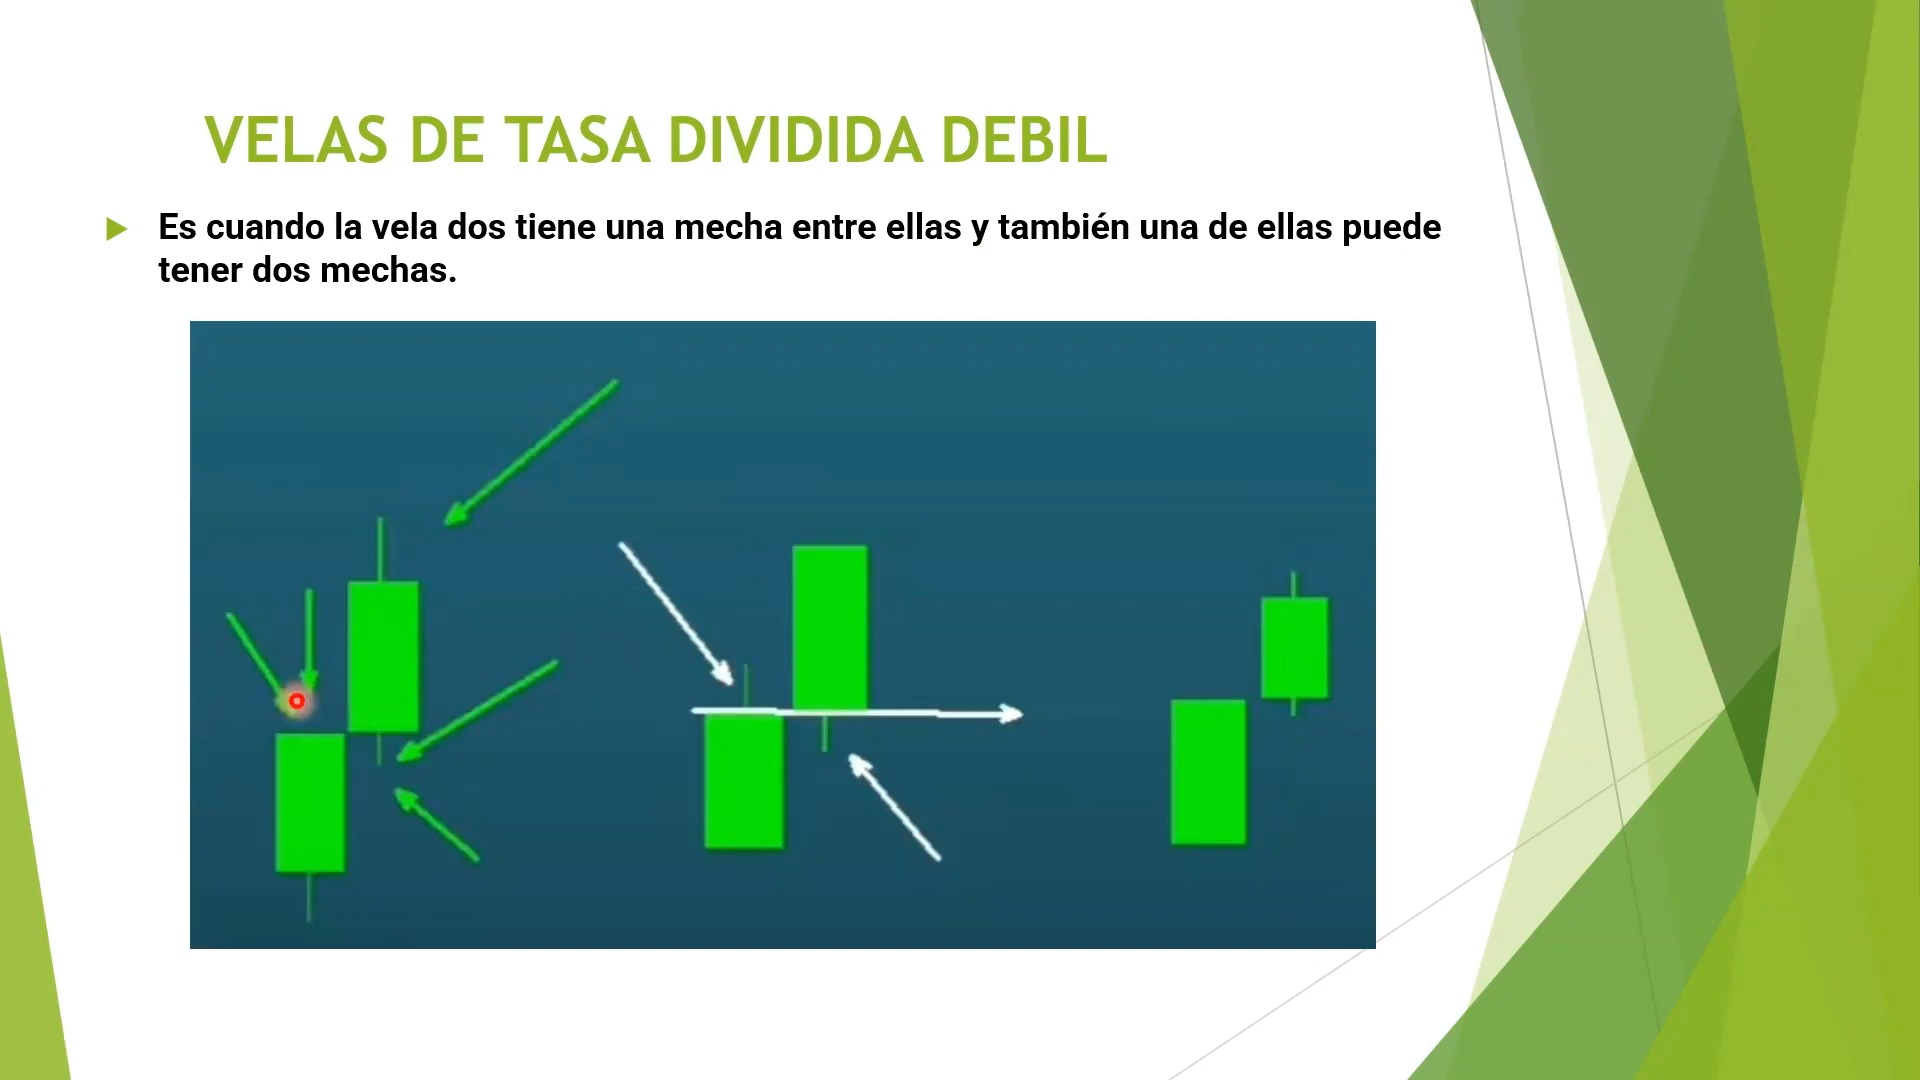 VELAS DE TASA DIVIDIDA DEBIL
Es cuando la vela dos tiene una mecha entre ellas y también una de ellas puede
tener dos mechas.